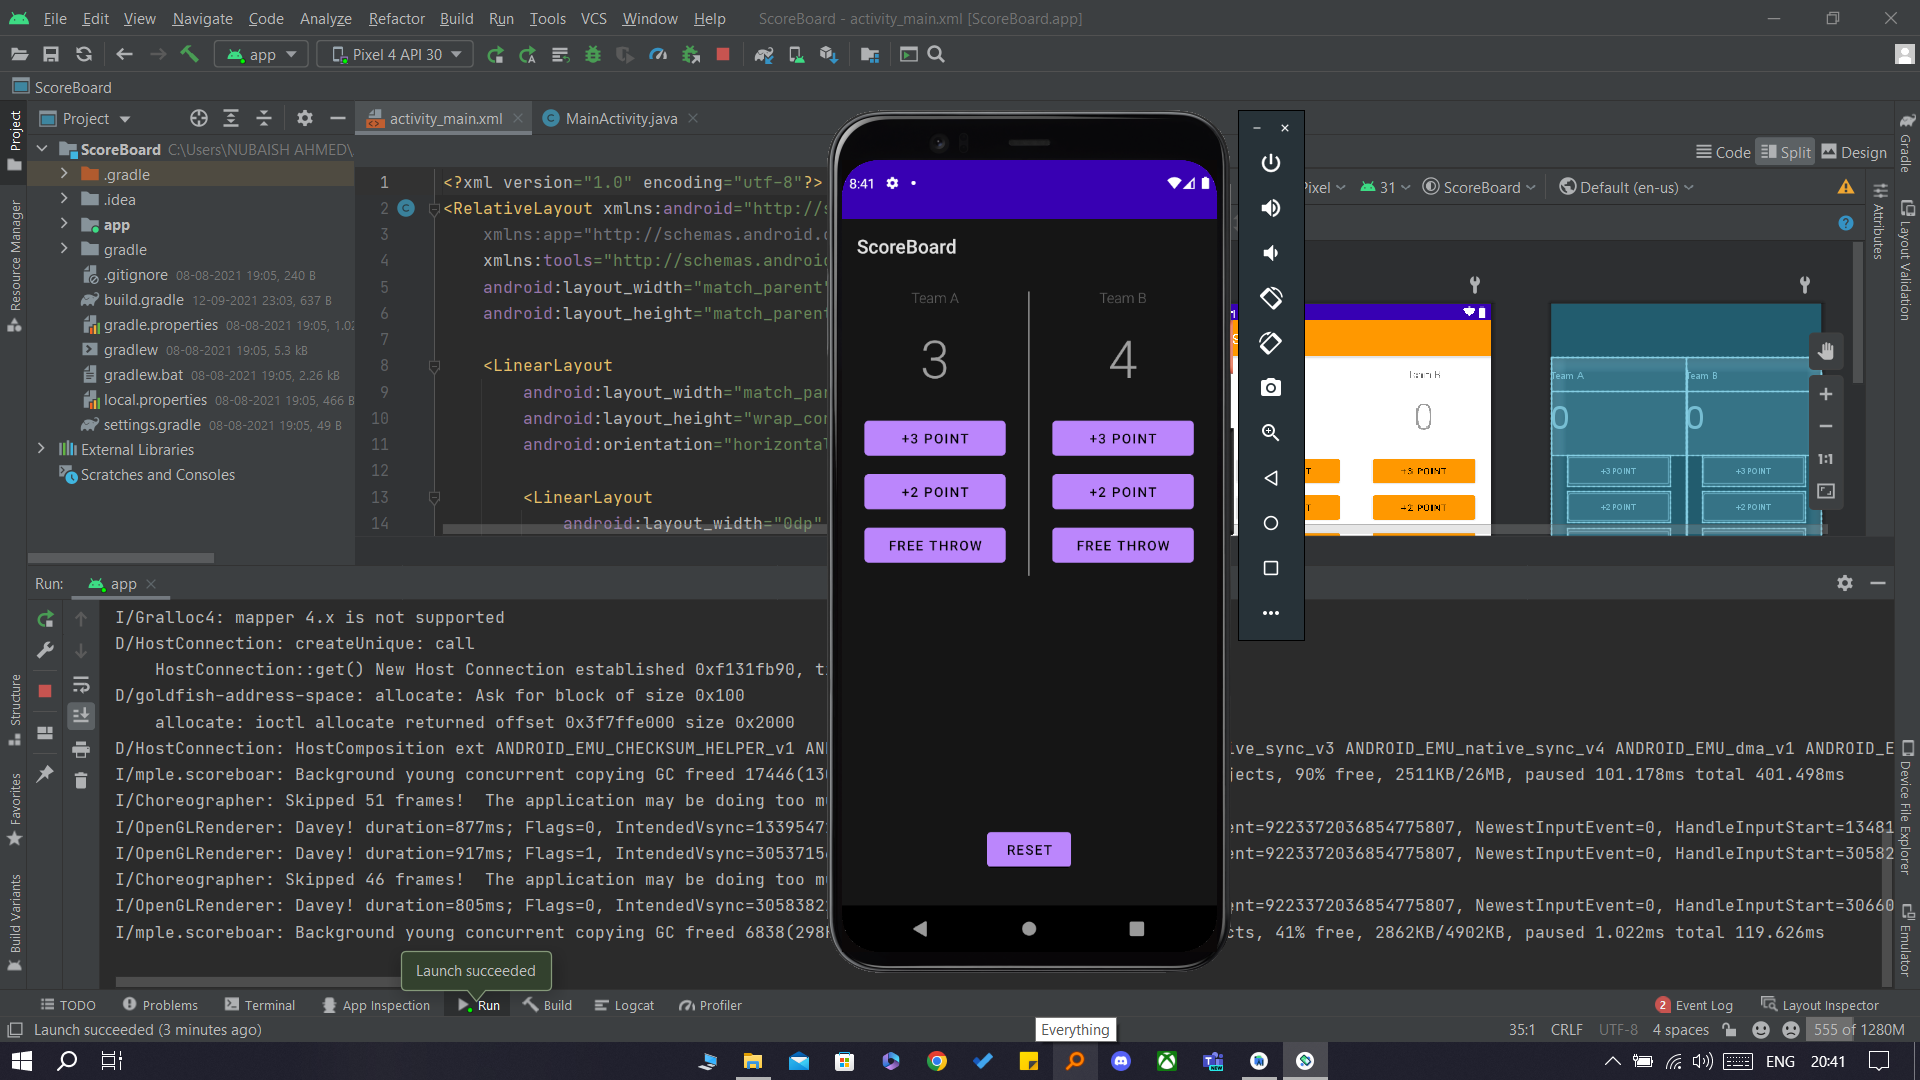 File Edit View Navigate Code Analyze Refactor Build Run Tools VCS Window Help ScoreBoard - activity_main.xml [ScoreBoard.app]
app Pixel 4 API 30
ScoreBoard
Project activity_main.xml MainActivity.java
Code Split Design
ScoreBoard C:\Users\NUBAISH AHMED\
.gradle
.idea
app
gradle
.gitignore 08-08-2021 19:05, 240 B
build.gradle 12-09-2021 23:03, 637 B
gradle.properties 08-08-2021 19:05, 1.02
gradlew 08-08-2021 19:05, 5.3 kB
gradlew.bat 08-08-2021 19:05, 2.26 kB
local.properties 08-08-2021 19:05, 466 B
settings.gradle 08-08-2021 19:05, 49 B
External Libraries
Scratches and Consoles
Project
Resource Manager
Structure
Favorites
Build Variants
1 <?xml version="1.0" encoding="utf-8"?>
2 <RelativeLayout xmlns:android="http://s
3 xmlns:app="http://schemas.android.c
4 xmlns:tools="http://schemas.android
5 android:layout_width="match_parent"
6 android:layout_height="match_parent
7
8 <LinearLayout
9 android:layout_width="match_par
10 android:layout_height="wrap_con
11 android:orientation="horizontal
12
13 <LinearLayout
14 android:layout_width="0dp"
8:41
ScoreBoard
Team A Team B
3 4
+3 POINT +3 POINT
+2 POINT +2 POINT
FREE THROW FREE THROW
RESET
ixel 31 ScoreBoard Default (en-us)
Team B
0
T +3 POINT
T +2 POINT
Team A Team B
0 0
+3 POINT +3 POINT
+2 POINT +2 POINT
1:1
Gradle
Attributes
Layout Validation
Device File Explorer
Emulator
Run: app
I/Gralloc4: mapper 4.x is not supported
D/HostConnection: createUnique: call
HostConnection::get() New Host Connection established 0xf131fb90, t
D/goldfish-address-space: allocate: Ask for block of size 0x100
allocate: ioctl allocate returned offset 0x3f7ffe000 size 0x2000
D/HostConnection: HostComposition ext ANDROID_EMU_CHECKSUM_HELPER_v1 AN ve_sync_v3 ANDROID_EMU_native_sync_v4 ANDROID_EMU_dma_v1 ANDROID_E
I/mple.scoreboar: Background young concurrent copying GC freed 17446(13 jects, 90% free, 2511KB/26MB, paused 101.178ms total 401.498ms
I/Choreographer: Skipped 51 frames! The application may be doing too m
I/OpenGLRenderer: Davey! duration=877ms; Flags=0, IntendedVsync=1339547 ent=9223372036854775807, NewestInputEvent=0, HandleInputStart=13481
I/OpenGLRenderer: Davey! duration=917ms; Flags=1, IntendedVsync=3053715 ent=9223372036854775807, NewestInputEvent=0, HandleInputStart=30582
I/Choreographer: Skipped 46 frames! The application may be doing too m
I/OpenGLRenderer: Davey! duration=805ms; Flags=0, IntendedVsync=3058382 ent=9223372036854775807, NewestInputEvent=0, HandleInputStart=30660
I/mple.scoreboar: Background young concurrent copying GC freed 6838(298 cts, 41% free, 2862KB/4902KB, paused 1.022ms total 119.626ms
Launch succeeded
TODO Problems Terminal App Inspection Run Build Logcat Profiler 2 Event Log Layout Inspector
Launch succeeded (3 minutes ago) 35:1 CRLF UTF-8 4 spaces 555 of 1280M
Everything
ENG 20:41